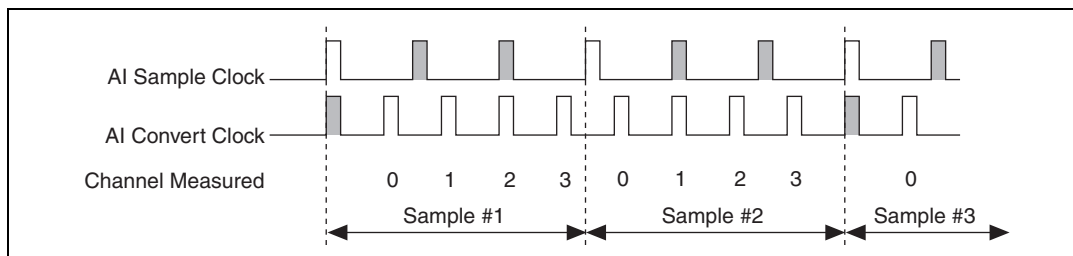 AI Sample Clock
AI Convert Clock
Channel Measured 0 1 2 3 0 1 2 3 0
Sample #1 Sample #2 Sample #3